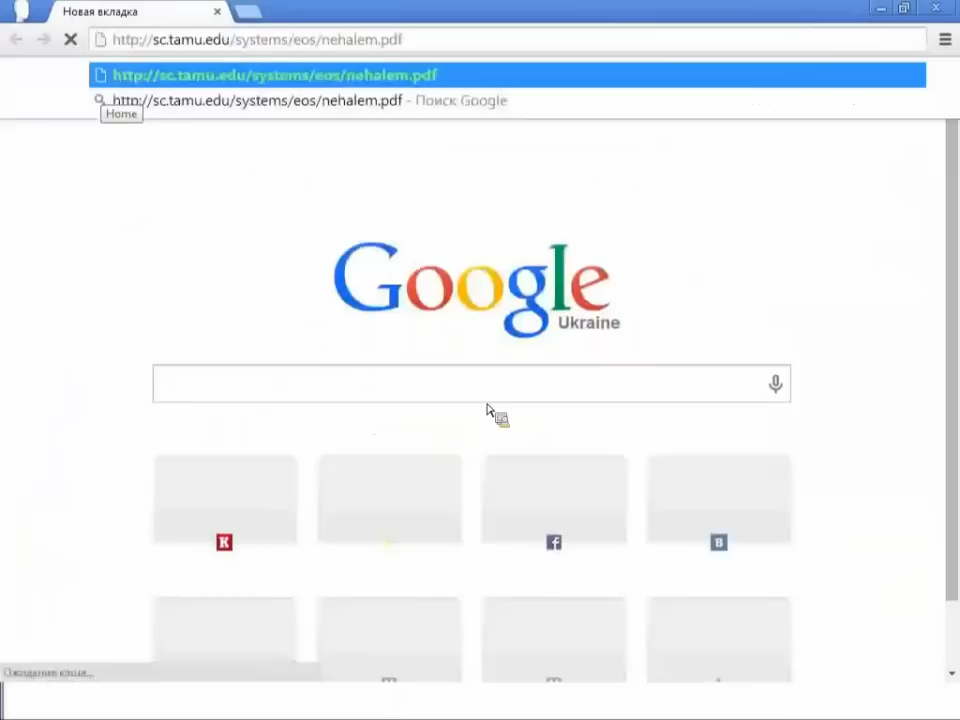 Новая вкладка
http://sc.tamu.edu/systems/eos/nehalem.pdf
http://sc.tamu.edu/systems/eos/nehalem.pdf
http://sc.tamu.edu/systems/eos/nehalem.pdf - Поиск Google
Home
Google
Ukraine
K
f
B
Ожидание кэша...